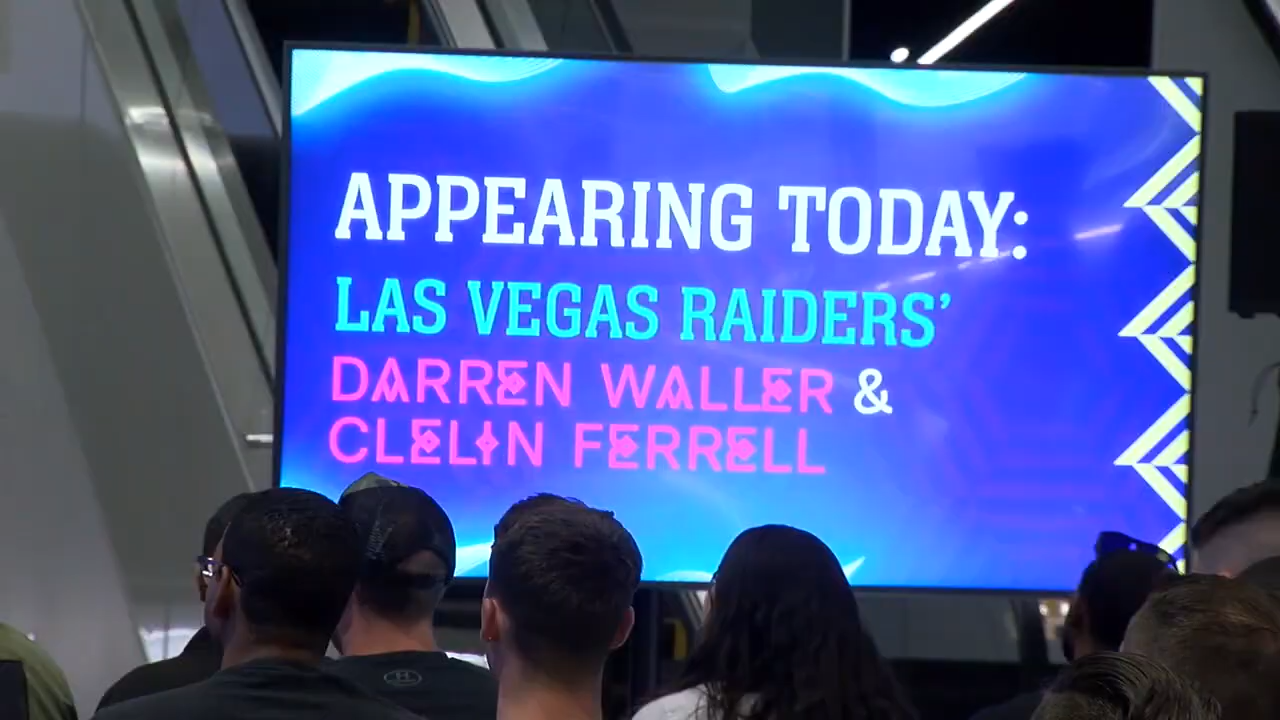 APPEARING TODAY:
LAS VEGAS RAIDERS’
DARREN WALLER &
CLELIN FERRELL